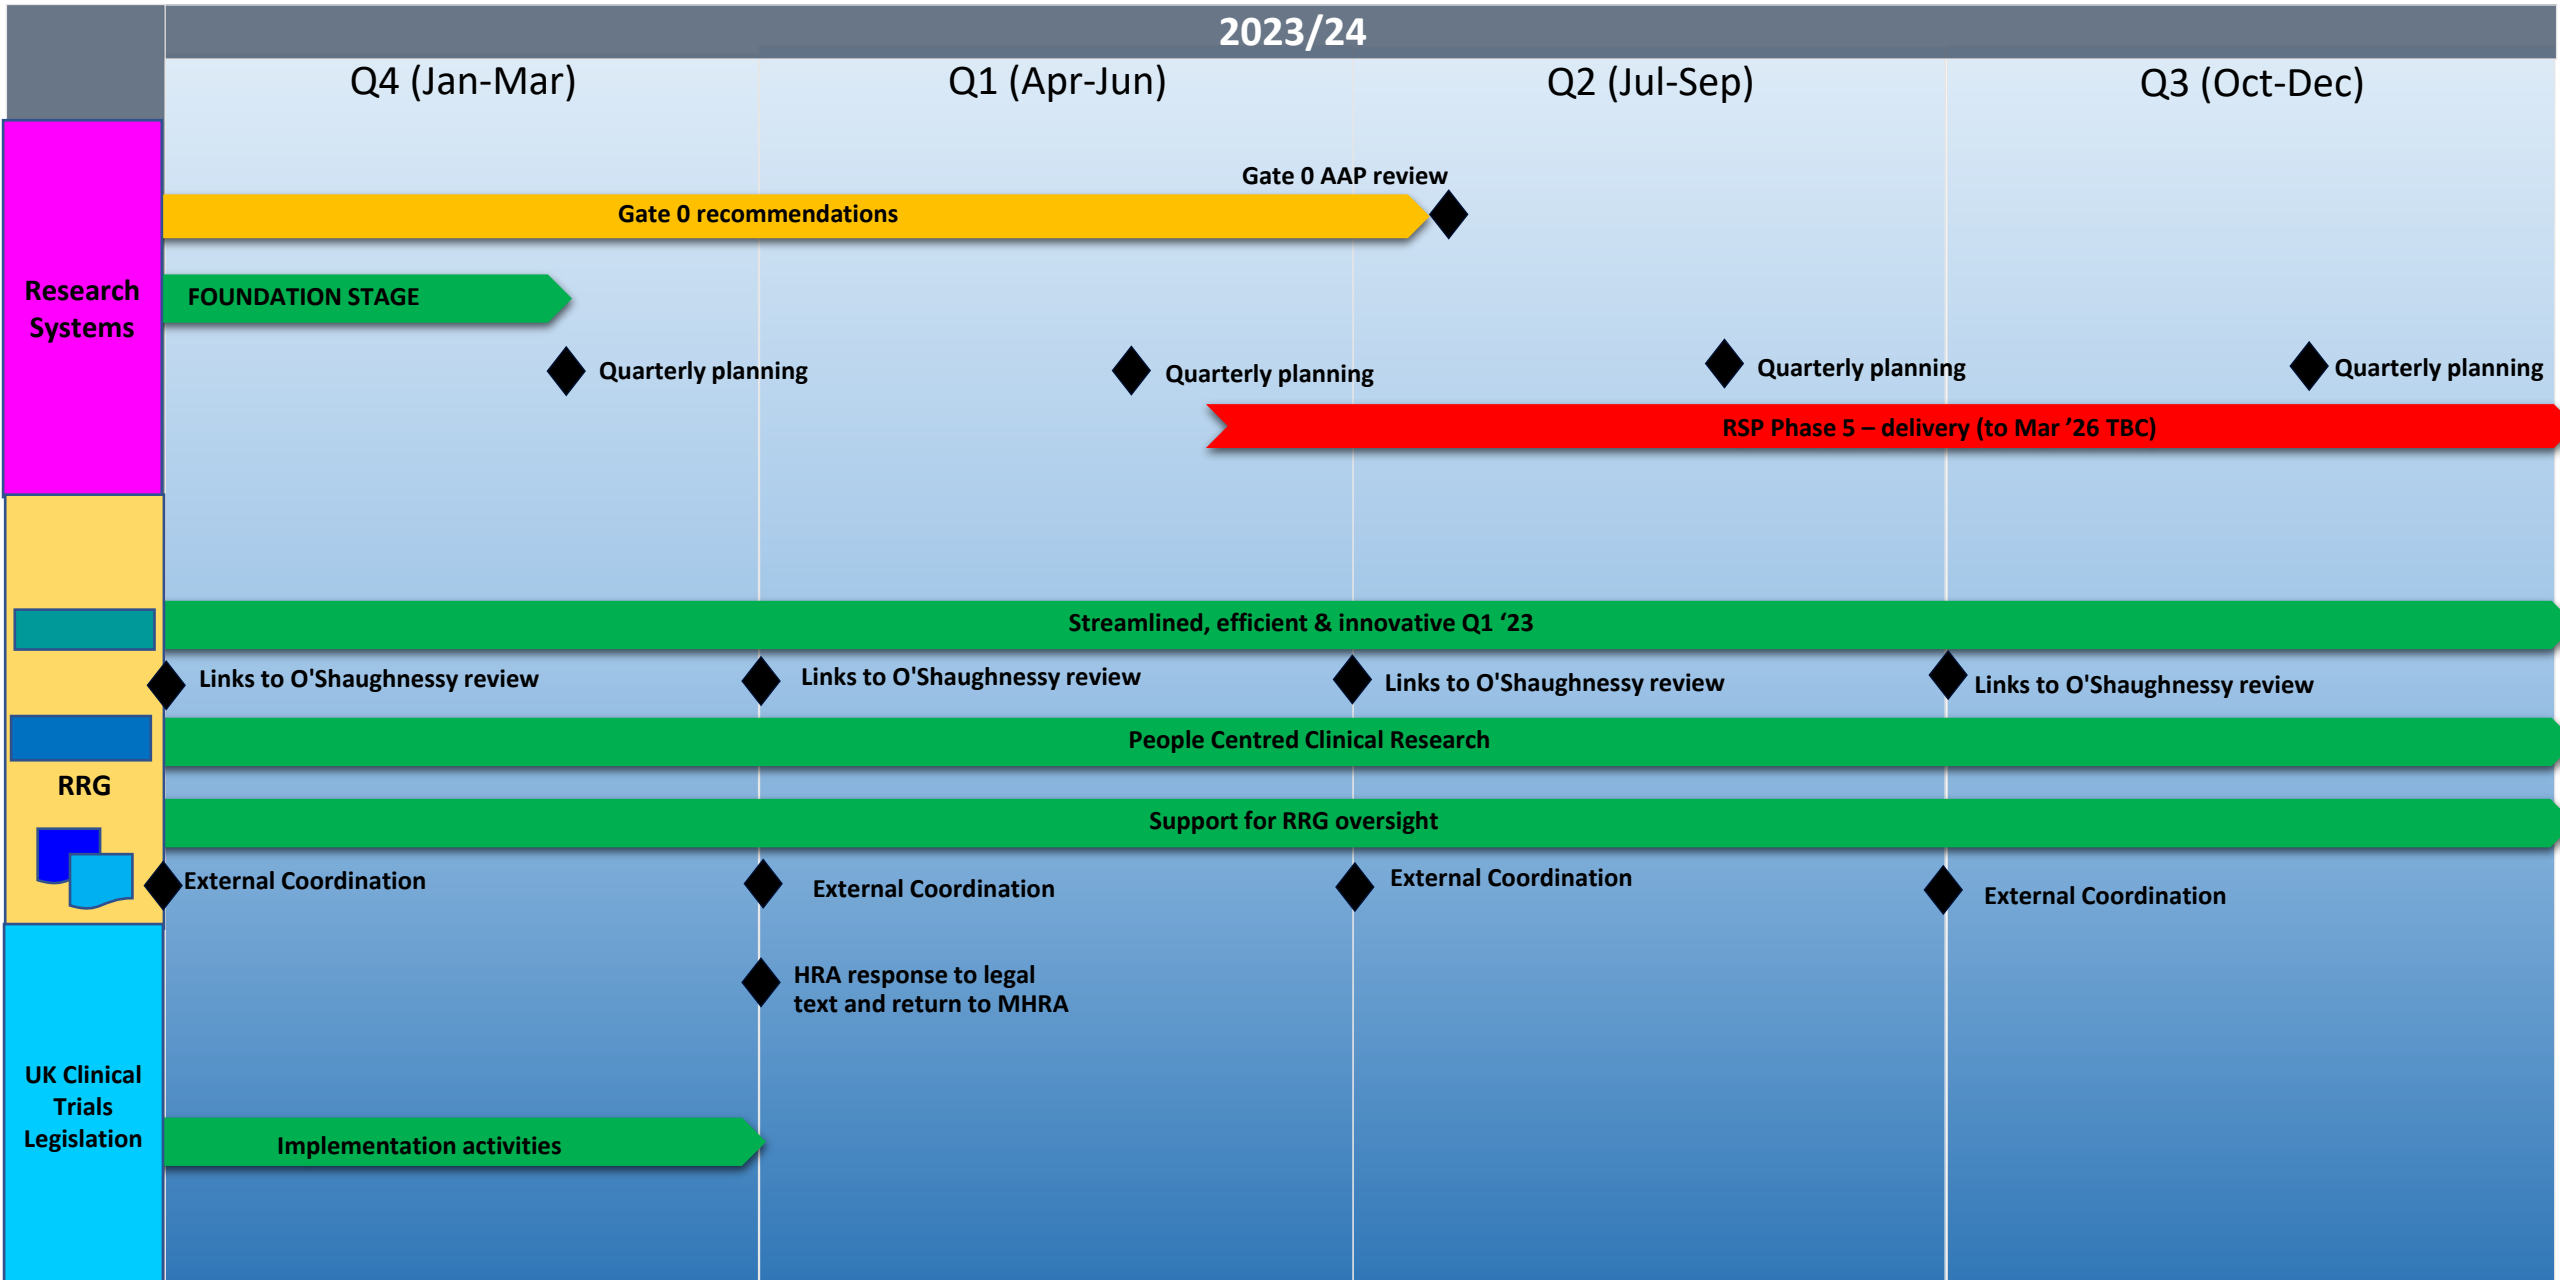 2023/24
Q4 (Jan-Mar)
Q1 (Apr-Jun)
Q2 (Jul-Sep)
Q3 (Oct-Dec)
Research
Systems
Gate 0 AAP review
Gate 0 recommendations
FOUNDATION STAGE
Quarterly planning
Quarterly planning
Quarterly planning
Quarterly planning
RSP Phase 5 – delivery (to Mar ’26 TBC)
RRG
Streamlined, efficient & innovative Q1 ‘23
Links to O'Shaughnessy review
Links to O'Shaughnessy review
Links to O'Shaughnessy review
Links to O'Shaughnessy review
People Centred Clinical Research
Support for RRG oversight
External Coordination
External Coordination
External Coordination
External Coordination
UK Clinical
Trials
Legislation
HRA response to legal
text and return to MHRA
Implementation activities